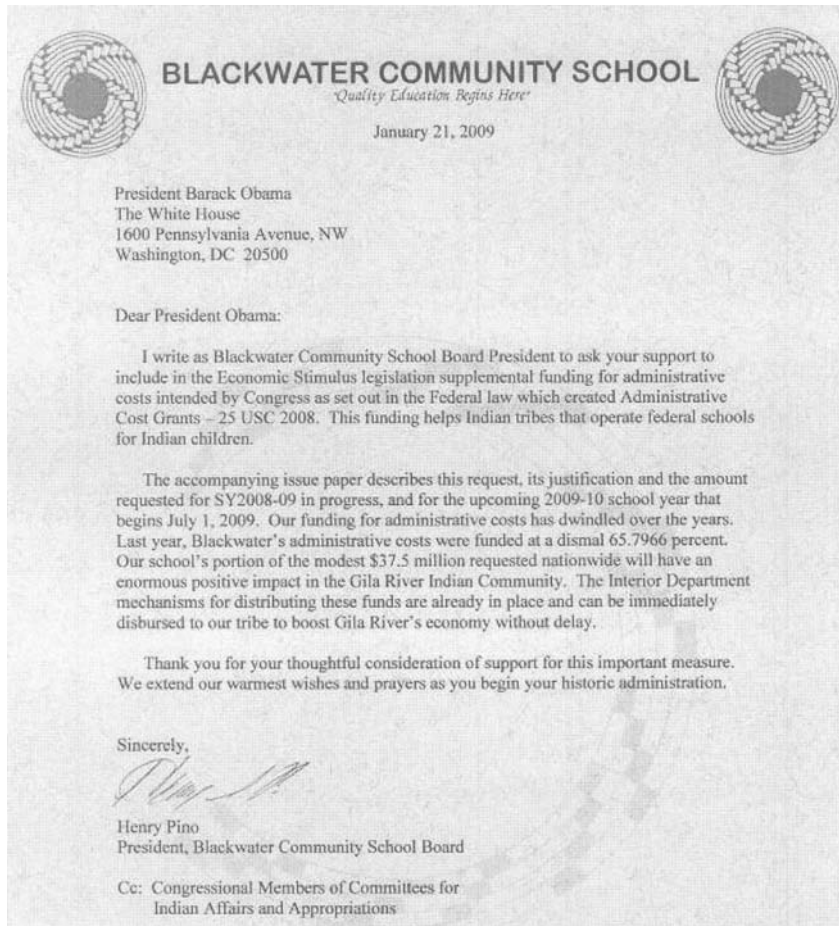 BLACKWATER COMMUNITY SCHOOL
"Quality Education Begins Here"
January 21, 2009
President Barack Obama
The White House
1600 Pennsylvania Avenue, NW
Washington, DC 20500
Dear President Obama:
I write as Blackwater Community School Board President to ask your support to
include in the Economic Stimulus legislation supplemental funding for administrative
costs intended by Congress as set out in the Federal law which created Administrative
Cost Grants – 25 USC 2008. This funding helps Indian tribes that operate federal schools
for Indian children.
The accompanying issue paper describes this request, its justification and the amount
requested for SY2008-09 in progress, and for the upcoming 2009-10 school year that
begins July 1, 2009. Our funding for administrative costs has dwindled over the years.
Last year, Blackwater's administrative costs were funded at a dismal 65.7966 percent.
Our school's portion of the modest $37.5 million requested nationwide will have an
enormous positive impact in the Gila River Indian Community. The Interior Department
mechanisms for distributing these funds are already in place and can be immediately
disbursed to our tribe to boost Gila River's economy without delay.
Thank you for your thoughtful consideration of support for this important measure.
We extend our warmest wishes and prayers as you begin your historic administration.
Sincerely,
Henry Pino
President, Blackwater Community School Board
Cc: Congressional Members of Committees for
Indian Affairs and Appropriations